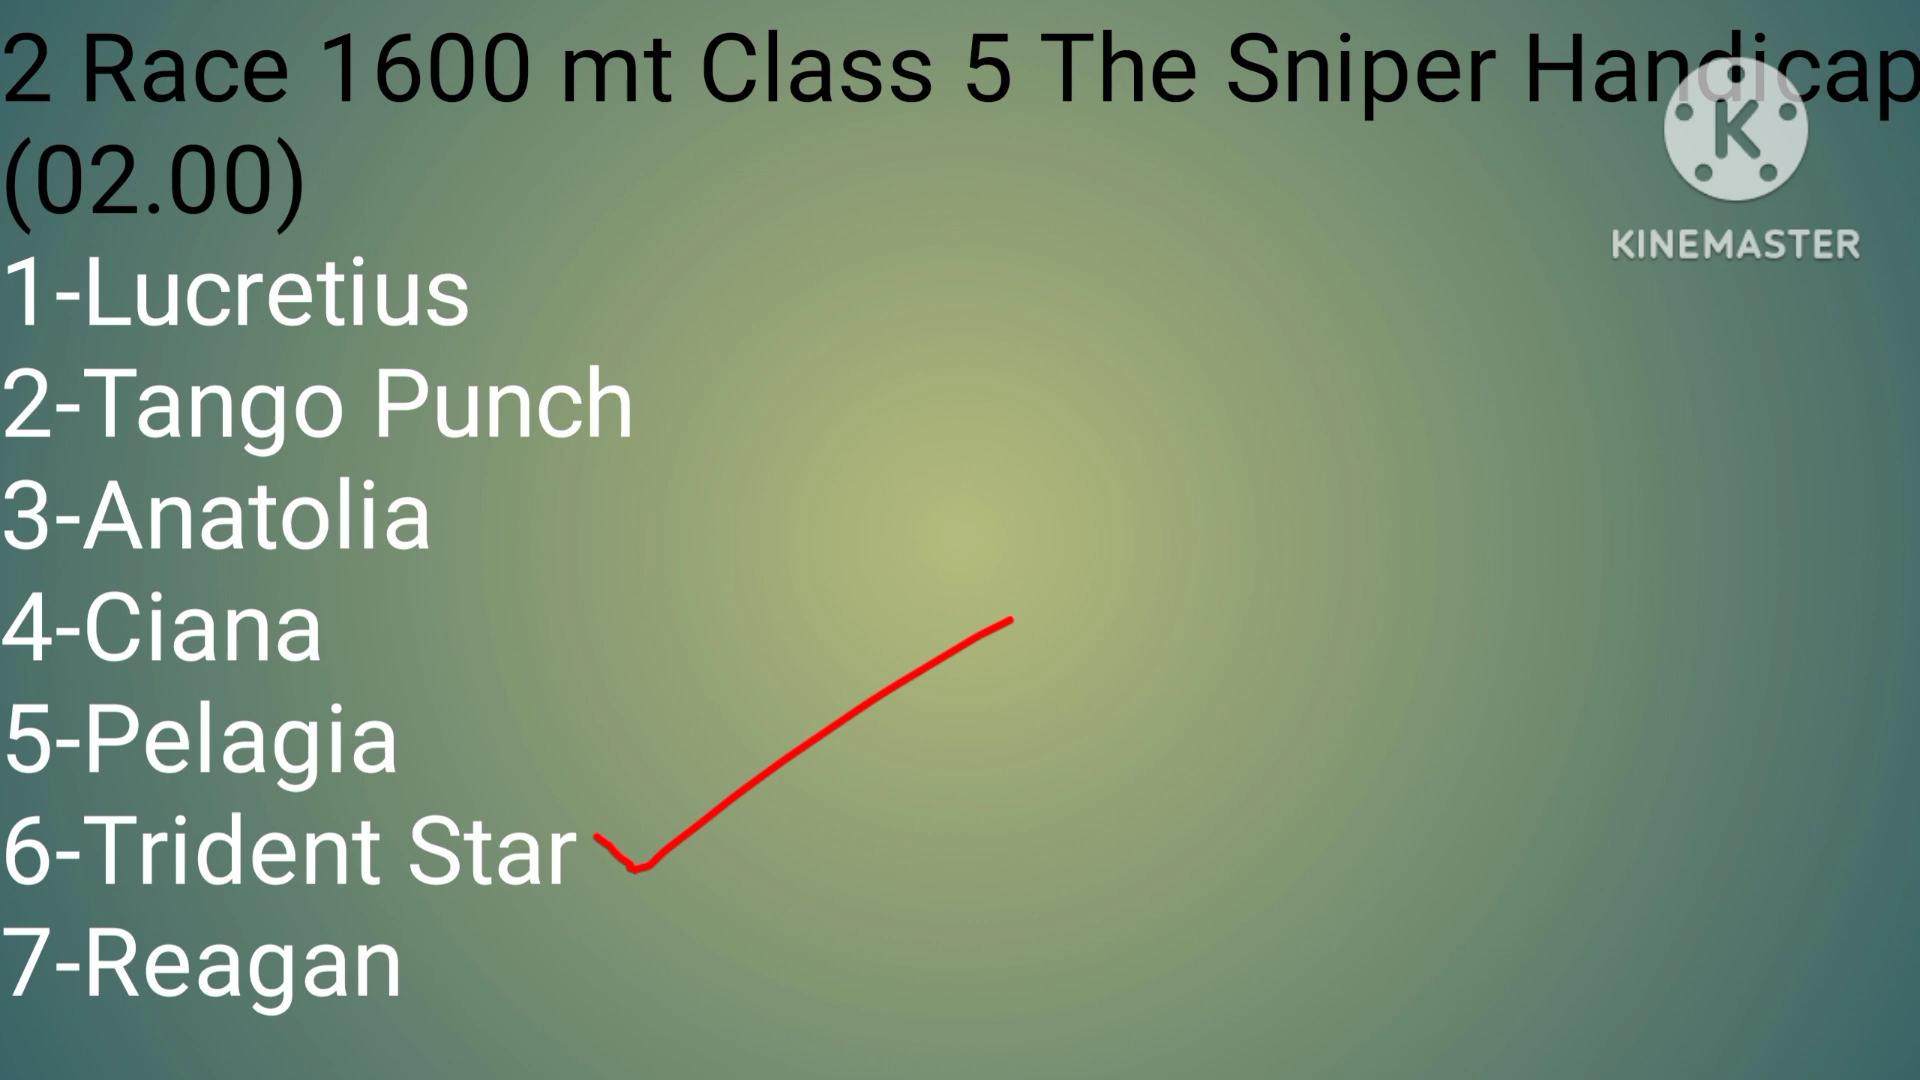 2 Race 1600 mt Class 5 The Sniper Handicap
(02.00)
KINEMASTER
1-Lucretius
2-Tango Punch
3-Anatolia
4-Ciana
5-Pelagia
6-Trident Star
7-Reagan